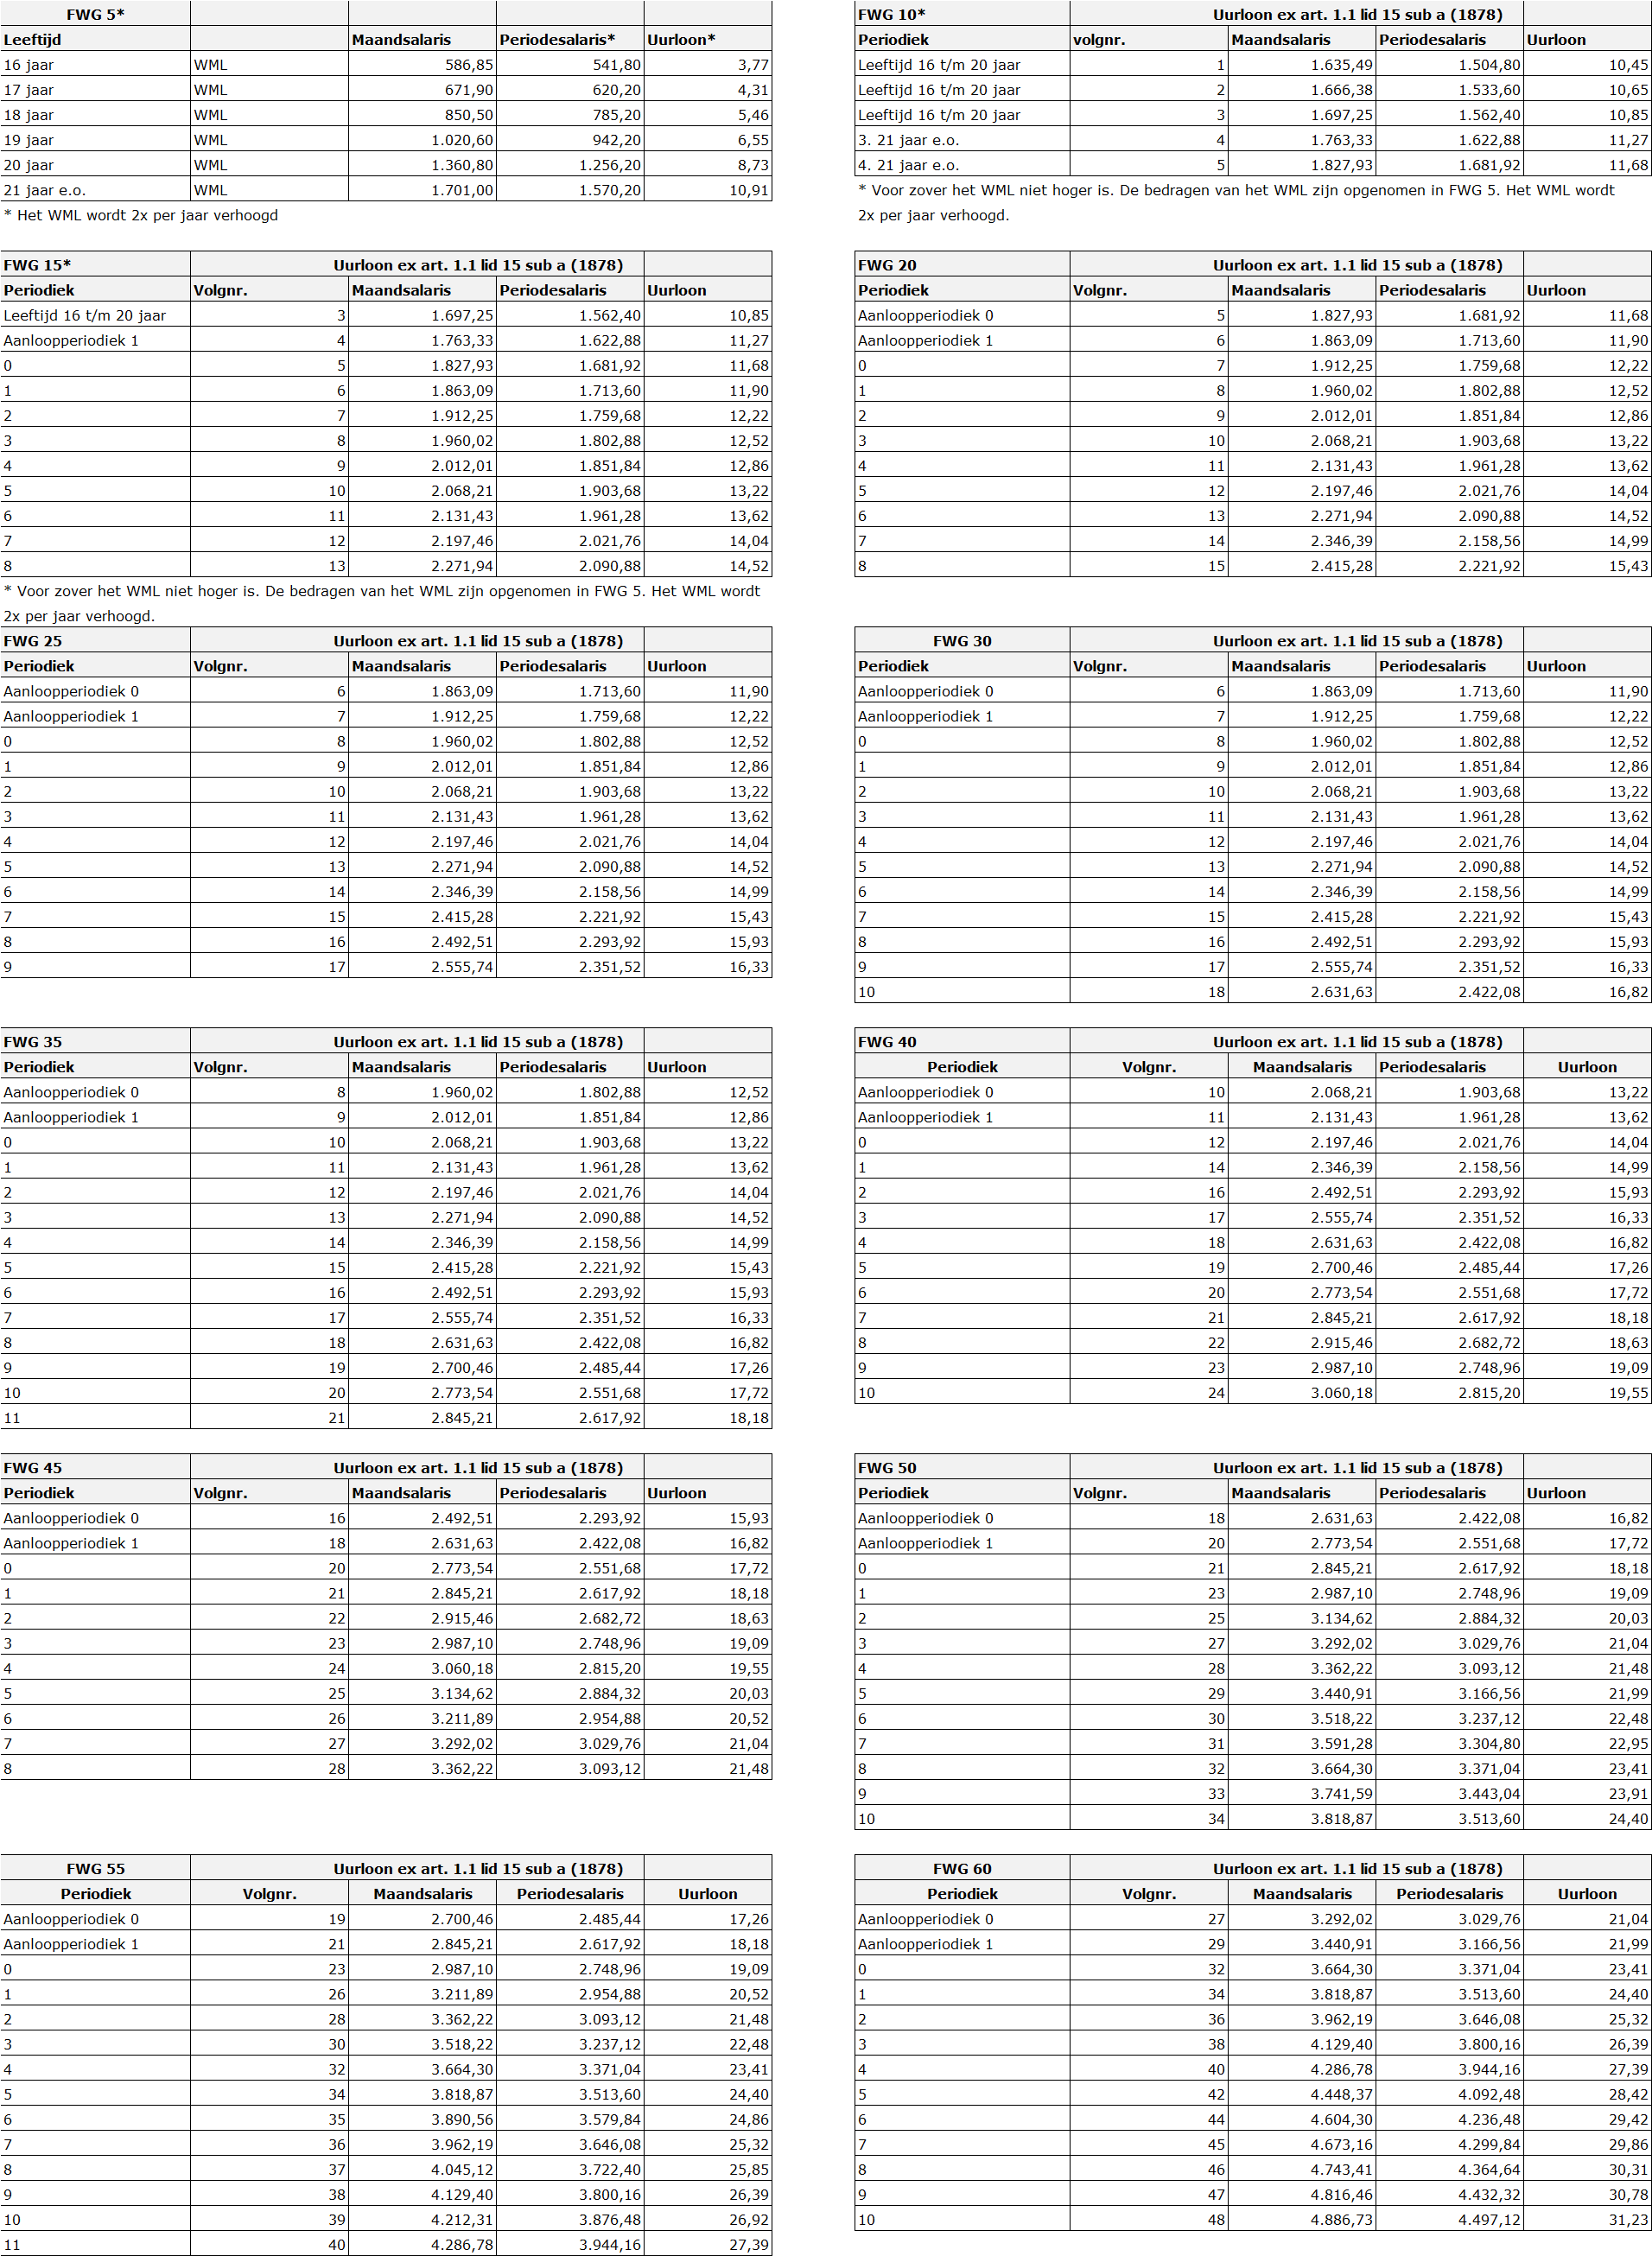 FWG 5*
Leeftijd Maandsalaris Periodesalaris* Uurloon*
16 jaar WML 586,85 541,80 3,77
17 jaar WML 671,90 620,20 4,31
18 jaar WML 850,50 785,20 5,46
19 jaar WML 1.020,60 942,20 6,55
20 jaar WML 1.360,80 1.256,20 8,73
21 jaar e.o. WML 1.701,00 1.570,20 10,91
* Het WML wordt 2x per jaar verhoogd
FWG 10* Uurloon ex art. 1.1 lid 15 sub a (1878)
Periodiek volgnr. Maandsalaris Periodesalaris Uurloon
Leeftijd 16 t/m 20 jaar 1 1.635,49 1.504,80 10,45
Leeftijd 16 t/m 20 jaar 2 1.666,38 1.533,60 10,65
Leeftijd 16 t/m 20 jaar 3 1.697,25 1.562,40 10,85
3. 21 jaar e.o. 4 1.763,33 1.622,88 11,27
4. 21 jaar e.o. 5 1.827,93 1.681,92 11,68
* Voor zover het WML niet hoger is. De bedragen van het WML zijn opgenomen in FWG 5. Het WML wordt
2x per jaar verhoogd.
FWG 15* Uurloon ex art. 1.1 lid 15 sub a (1878)
Periodiek Volgnr. Maandsalaris Periodesalaris Uurloon
Leeftijd 16 t/m 20 jaar 3 1.697,25 1.562,40 10,85
Aanloopperiodiek 1 4 1.763,33 1.622,88 11,27
0 5 1.827,93 1.681,92 11,68
1 6 1.863,09 1.713,60 11,90
2 7 1.912,25 1.759,68 12,22
3 8 1.960,02 1.802,88 12,52
4 9 2.012,01 1.851,84 12,86
5 10 2.068,21 1.903,68 13,22
6 11 2.131,43 1.961,28 13,62
7 12 2.197,46 2.021,76 14,04
8 13 2.271,94 2.090,88 14,52
* Voor zover het WML niet hoger is. De bedragen van het WML zijn opgenomen in FWG 5. Het WML wordt
2x per jaar verhoogd.
FWG 20 Uurloon ex art. 1.1 lid 15 sub a (1878)
Periodiek Volgnr. Maandsalaris Periodesalaris Uurloon
Aanloopperiodiek 0 5 1.827,93 1.681,92 11,68
Aanloopperiodiek 1 6 1.863,09 1.713,60 11,90
0 7 1.912,25 1.759,68 12,22
1 8 1.960,02 1.802,88 12,52
2 9 2.012,01 1.851,84 12,86
3 10 2.068,21 1.903,68 13,22
4 11 2.131,43 1.961,28 13,62
5 12 2.197,46 2.021,76 14,04
6 13 2.271,94 2.090,88 14,52
7 14 2.346,39 2.158,56 14,99
8 15 2.415,28 2.221,92 15,43
FWG 25 Uurloon ex art. 1.1 lid 15 sub a (1878)
Periodiek Volgnr. Maandsalaris Periodesalaris Uurloon
Aanloopperiodiek 0 6 1.863,09 1.713,60 11,90
Aanloopperiodiek 1 7 1.912,25 1.759,68 12,22
0 8 1.960,02 1.802,88 12,52
1 9 2.012,01 1.851,84 12,86
2 10 2.068,21 1.903,68 13,22
3 11 2.131,43 1.961,28 13,62
4 12 2.197,46 2.021,76 14,04
5 13 2.271,94 2.090,88 14,52
6 14 2.346,39 2.158,56 14,99
7 15 2.415,28 2.221,92 15,43
8 16 2.492,51 2.293,92 15,93
9 17 2.555,74 2.351,52 16,33
FWG 30 Uurloon ex art. 1.1 lid 15 sub a (1878)
Periodiek Volgnr. Maandsalaris Periodesalaris Uurloon
Aanloopperiodiek 0 6 1.863,09 1.713,60 11,90
Aanloopperiodiek 1 7 1.912,25 1.759,68 12,22
0 8 1.960,02 1.802,88 12,52
1 9 2.012,01 1.851,84 12,86
2 10 2.068,21 1.903,68 13,22
3 11 2.131,43 1.961,28 13,62
4 12 2.197,46 2.021,76 14,04
5 13 2.271,94 2.090,88 14,52
6 14 2.346,39 2.158,56 14,99
7 15 2.415,28 2.221,92 15,43
8 16 2.492,51 2.293,92 15,93
9 17 2.555,74 2.351,52 16,33
10 18 2.631,63 2.422,08 16,82
FWG 35 Uurloon ex art. 1.1 lid 15 sub a (1878)
Periodiek Volgnr. Maandsalaris Periodesalaris Uurloon
Aanloopperiodiek 0 8 1.960,02 1.802,88 12,52
Aanloopperiodiek 1 9 2.012,01 1.851,84 12,86
0 10 2.068,21 1.903,68 13,22
1 11 2.131,43 1.961,28 13,62
2 12 2.197,46 2.021,76 14,04
3 13 2.271,94 2.090,88 14,52
4 14 2.346,39 2.158,56 14,99
5 15 2.415,28 2.221,92 15,43
6 16 2.492,51 2.293,92 15,93
7 17 2.555,74 2.351,52 16,33
8 18 2.631,63 2.422,08 16,82
9 19 2.700,46 2.485,44 17,26
10 20 2.773,54 2.551,68 17,72
11 21 2.845,21 2.617,92 18,18
FWG 40 Uurloon ex art. 1.1 lid 15 sub a (1878)
Periodiek Volgnr. Maandsalaris Periodesalaris Uurloon
Aanloopperiodiek 0 10 2.068,21 1.903,68 13,22
Aanloopperiodiek 1 11 2.131,43 1.961,28 13,62
0 12 2.197,46 2.021,76 14,04
1 14 2.346,39 2.158,56 14,99
2 16 2.492,51 2.293,92 15,93
3 17 2.555,74 2.351,52 16,33
4 18 2.631,63 2.422,08 16,82
5 19 2.700,46 2.485,44 17,26
6 20 2.773,54 2.551,68 17,72
7 21 2.845,21 2.617,92 18,18
8 22 2.915,46 2.682,72 18,63
9 23 2.987,10 2.748,96 19,09
10 24 3.060,18 2.815,20 19,55
FWG 45 Uurloon ex art. 1.1 lid 15 sub a (1878)
Periodiek Volgnr. Maandsalaris Periodesalaris Uurloon
Aanloopperiodiek 0 16 2.492,51 2.293,92 15,93
Aanloopperiodiek 1 18 2.631,63 2.422,08 16,82
0 20 2.773,54 2.551,68 17,72
1 21 2.845,21 2.617,92 18,18
2 22 2.915,46 2.682,72 18,63
3 23 2.987,10 2.748,96 19,09
4 24 3.060,18 2.815,20 19,55
5 25 3.134,62 2.884,32 20,03
6 26 3.211,89 2.954,88 20,52
7 27 3.292,02 3.029,76 21,04
8 28 3.362,22 3.093,12 21,48
FWG 50 Uurloon ex art. 1.1 lid 15 sub a (1878)
Periodiek Volgnr. Maandsalaris Periodesalaris Uurloon
Aanloopperiodiek 0 18 2.631,63 2.422,08 16,82
Aanloopperiodiek 1 20 2.773,54 2.551,68 17,72
0 21 2.845,21 2.617,92 18,18
1 23 2.987,10 2.748,96 19,09
2 25 3.134,62 2.884,32 20,03
3 27 3.292,02 3.029,76 21,04
4 28 3.362,22 3.093,12 21,48
5 29 3.440,91 3.166,56 21,99
6 30 3.518,22 3.237,12 22,48
7 31 3.591,28 3.304,80 22,95
8 32 3.664,30 3.371,04 23,41
9 33 3.741,59 3.443,04 23,91
10 34 3.818,87 3.513,60 24,40
FWG 55 Uurloon ex art. 1.1 lid 15 sub a (1878)
Periodiek Volgnr. Maandsalaris Periodesalaris Uurloon
Aanloopperiodiek 0 19 2.700,46 2.485,44 17,26
Aanloopperiodiek 1 21 2.845,21 2.617,92 18,18
0 23 2.987,10 2.748,96 19,09
1 26 3.211,89 2.954,88 20,52
2 28 3.362,22 3.093,12 21,48
3 30 3.518,22 3.237,12 22,48
4 32 3.664,30 3.371,04 23,41
5 34 3.818,87 3.513,60 24,40
6 35 3.890,56 3.579,84 24,86
7 36 3.962,19 3.646,08 25,32
8 37 4.045,12 3.722,40 25,85
9 38 4.129,40 3.800,16 26,39
10 39 4.212,31 3.876,48 26,92
11 40 4.286,78 3.944,16 27,39
FWG 60 Uurloon ex art. 1.1 lid 15 sub a (1878)
Periodiek Volgnr. Maandsalaris Periodesalaris Uurloon
Aanloopperiodiek 0 27 3.292,02 3.029,76 21,04
Aanloopperiodiek 1 29 3.440,91 3.166,56 21,99
0 32 3.664,30 3.371,04 23,41
1 34 3.818,87 3.513,60 24,40
2 36 3.962,19 3.646,08 25,32
3 38 4.129,40 3.800,16 26,39
4 40 4.286,78 3.944,16 27,39
5 42 4.448,37 4.092,48 28,42
6 44 4.604,30 4.236,48 29,42
7 45 4.673,16 4.299,84 29,86
8 46 4.743,41 4.364,64 30,31
9 47 4.816,46 4.432,32 30,78
10 48 4.886,73 4.497,12 31,23